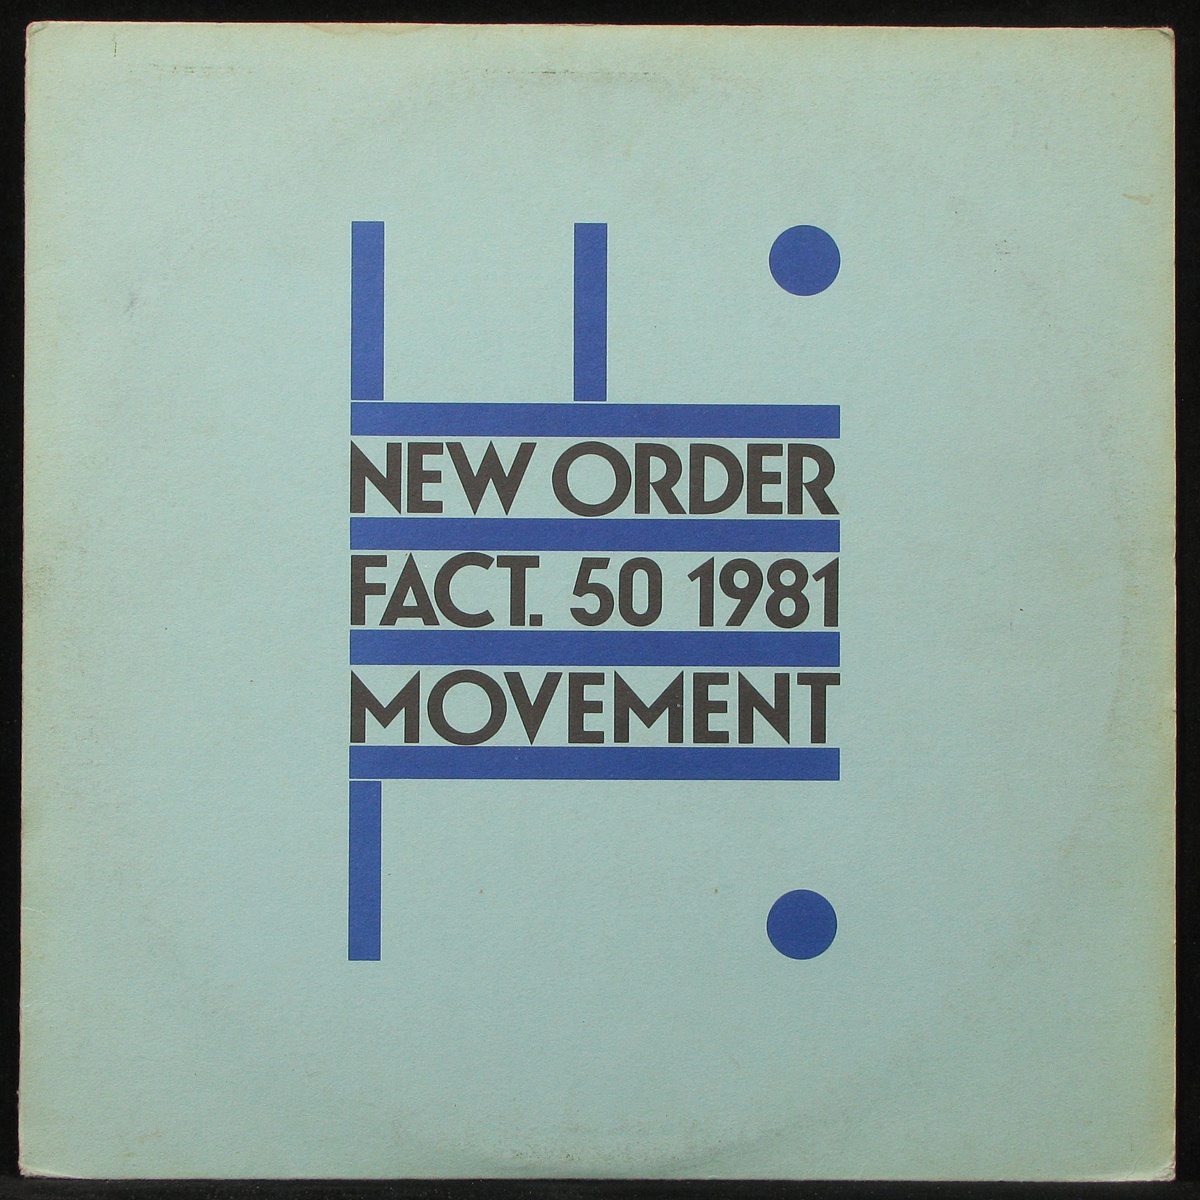 NEW ORDER
FACT. 50 1981
MOVEMENT